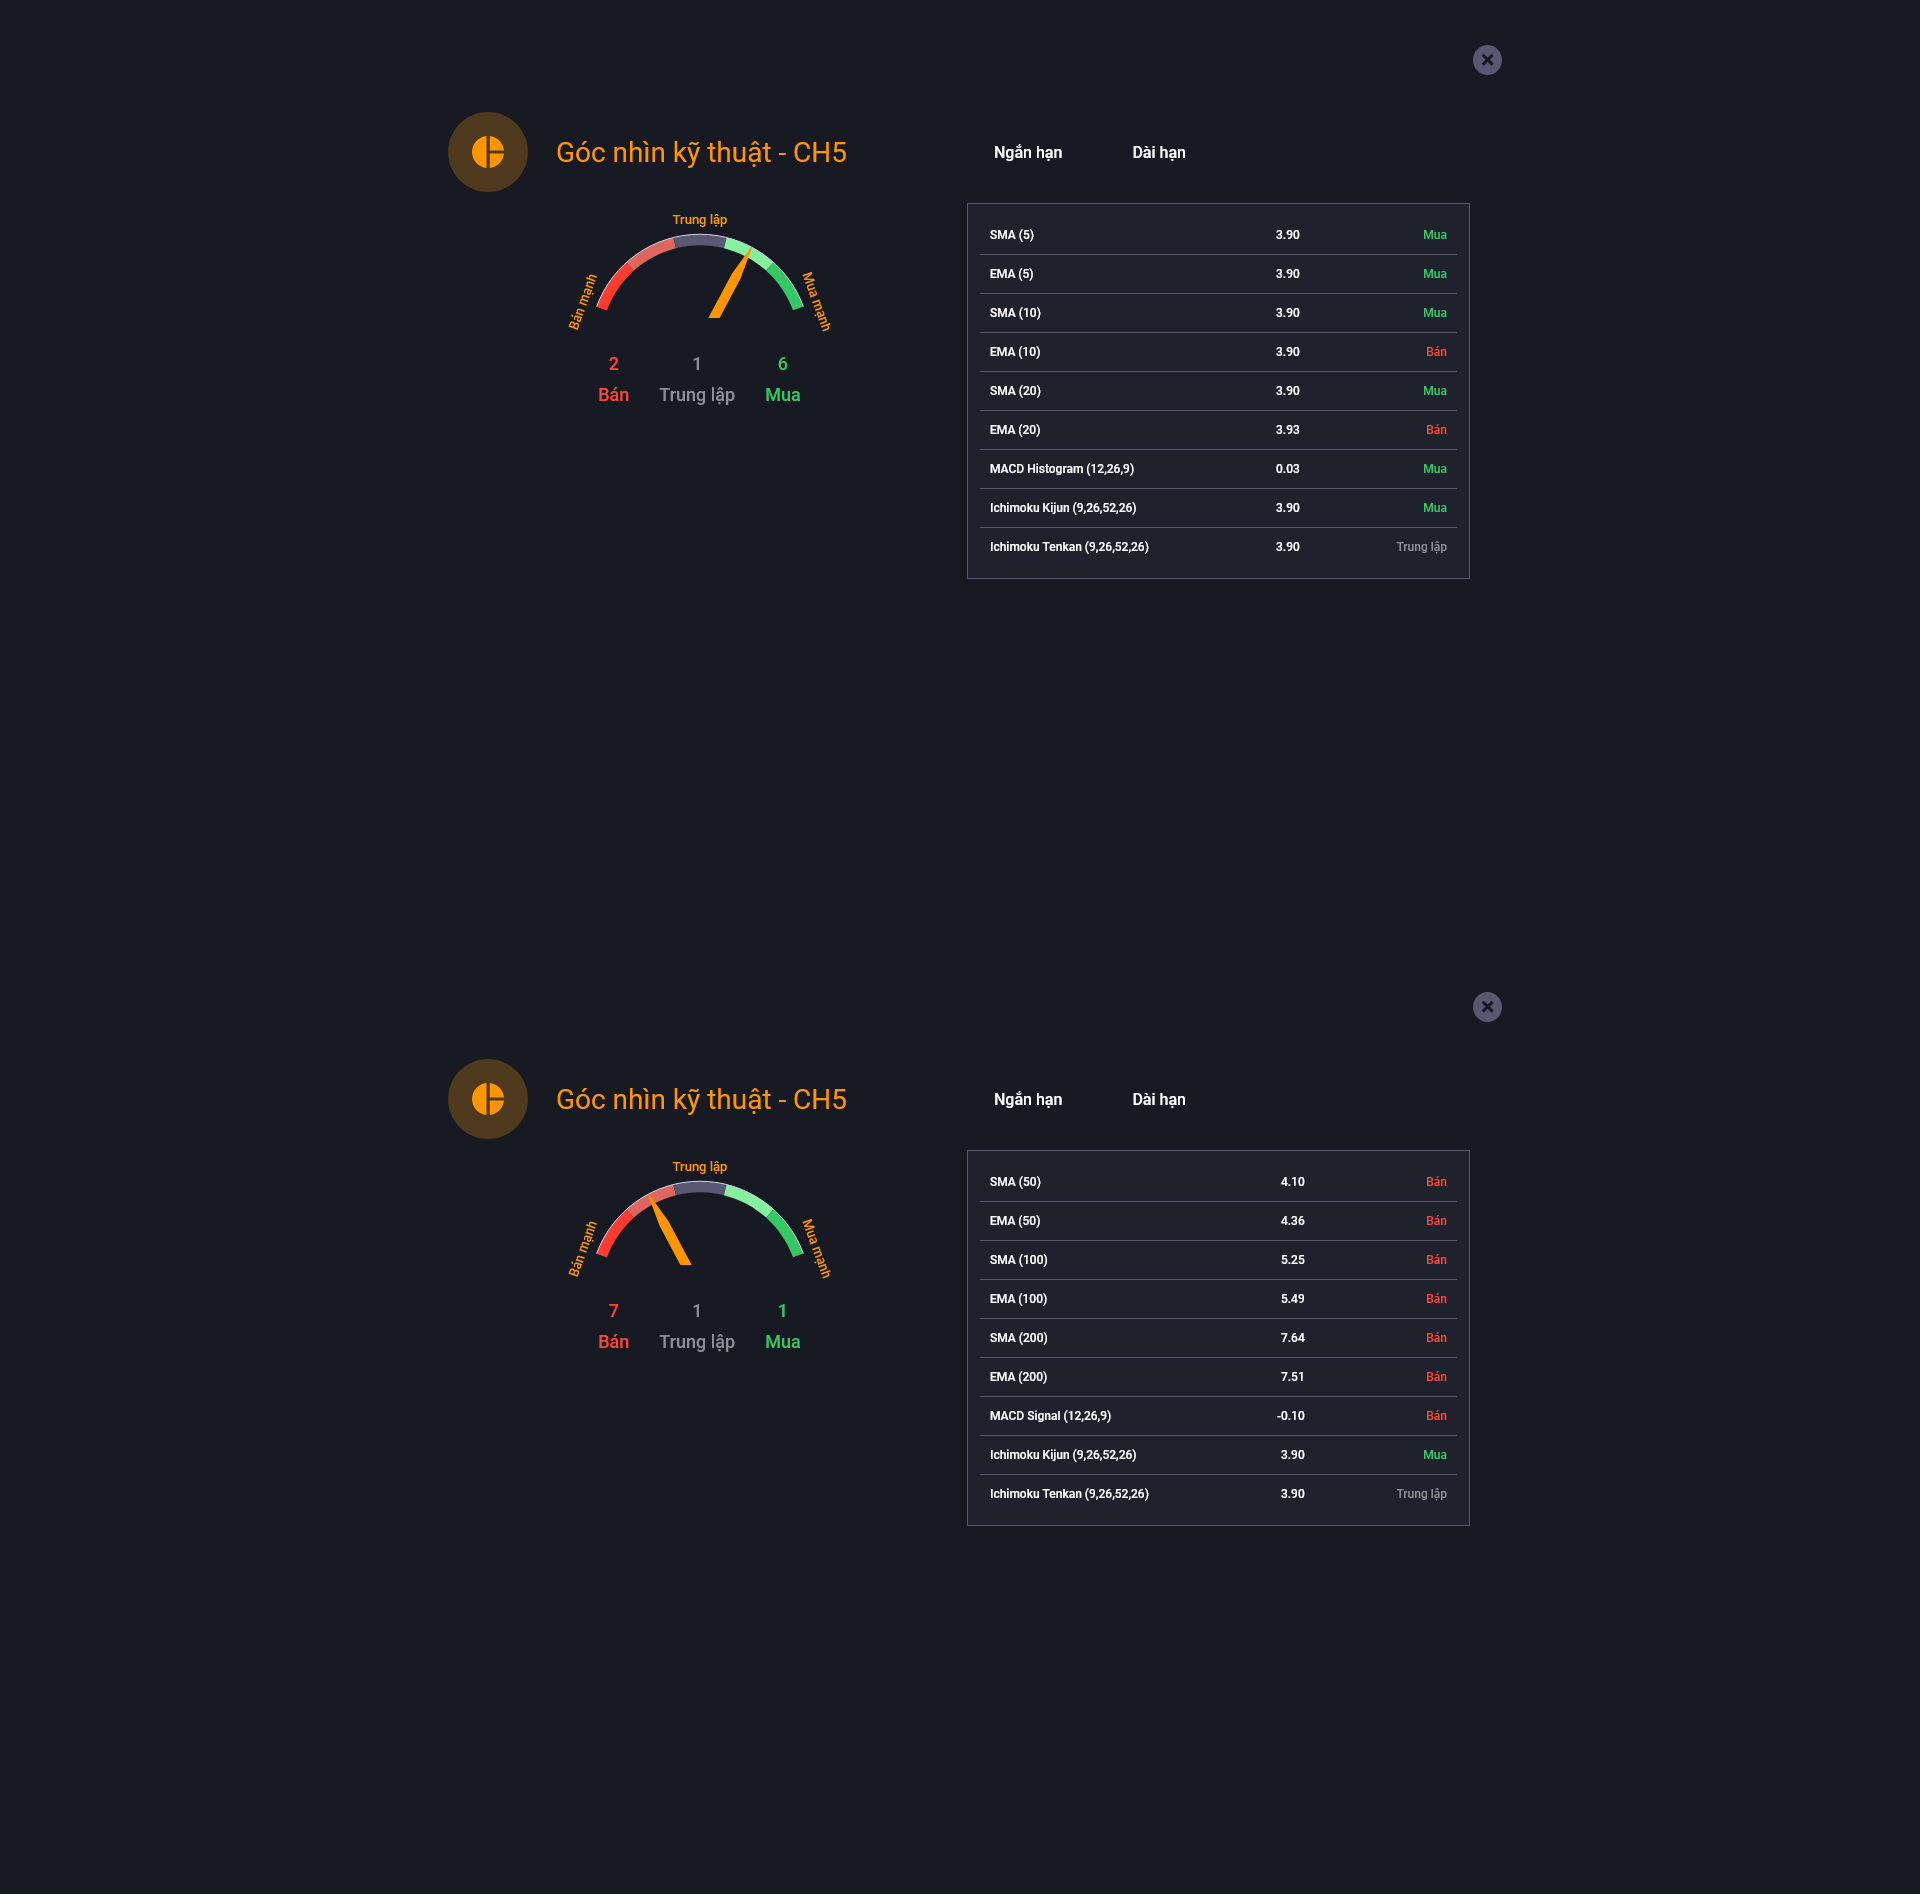 Góc nhìn kỹ thuật - CH5
Ngắn hạn Dài hạn
Trung lập
Bán mạnh
Mua mạnh
2 1 6
Bán Trung lập Mua
SMA (5) 3.90 Mua
EMA (5) 3.90 Mua
SMA (10) 3.90 Mua
EMA (10) 3.90 Bán
SMA (20) 3.90 Mua
EMA (20) 3.93 Bán
MACD Histogram (12,26,9) 0.03 Mua
Ichimoku Kijun (9,26,52,26) 3.90 Mua
Ichimoku Tenkan (9,26,52,26) 3.90 Trung lập
Góc nhìn kỹ thuật - CH5
Ngắn hạn Dài hạn
Trung lập
Bán mạnh
Mua mạnh
7 1 1
Bán Trung lập Mua
SMA (50) 4.10 Bán
EMA (50) 4.36 Bán
SMA (100) 5.25 Bán
EMA (100) 5.49 Bán
SMA (200) 7.64 Bán
EMA (200) 7.51 Bán
MACD Signal (12,26,9) -0.10 Bán
Ichimoku Kijun (9,26,52,26) 3.90 Mua
Ichimoku Tenkan (9,26,52,26) 3.90 Trung lập